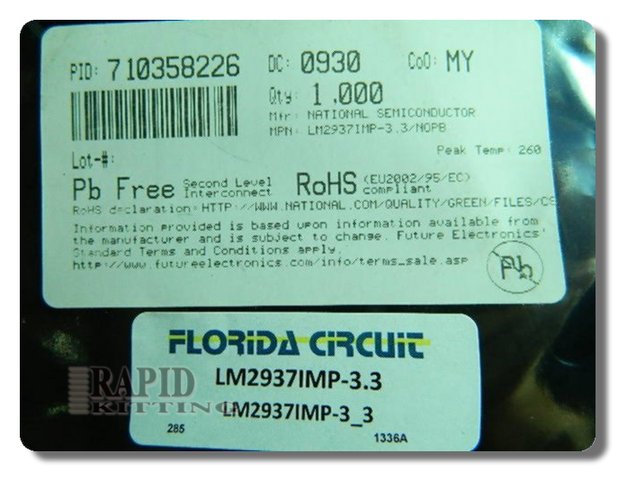 PID: 710358226 DC: 0930 CoO: MY
Qty: 1,000
Mfr: NATIONAL SEMICONDUCTOR
MPN: LM2937IMP-3.3/NOPB
Peak Temp: 260
Lot-#:
Pb Free Second Level Interconnect RoHS (EU2002/95/EC) compliant
RoHS declaration: HTTP://WWW.NATIONAL.COM/QUALITY/GREEN/FILES/CS
Information provided is based upon information available from
the manufacturer and is subject to change. Future Electronics'
Standard Terms and Conditions apply.
http://www.futureelectronics.com/info/terms_sale.asp
Pb
FLORIDA CIRCUIT
LM2937IMP-3.3
LM2937IMP-3_3
285 1336A
RAPID
KITTING